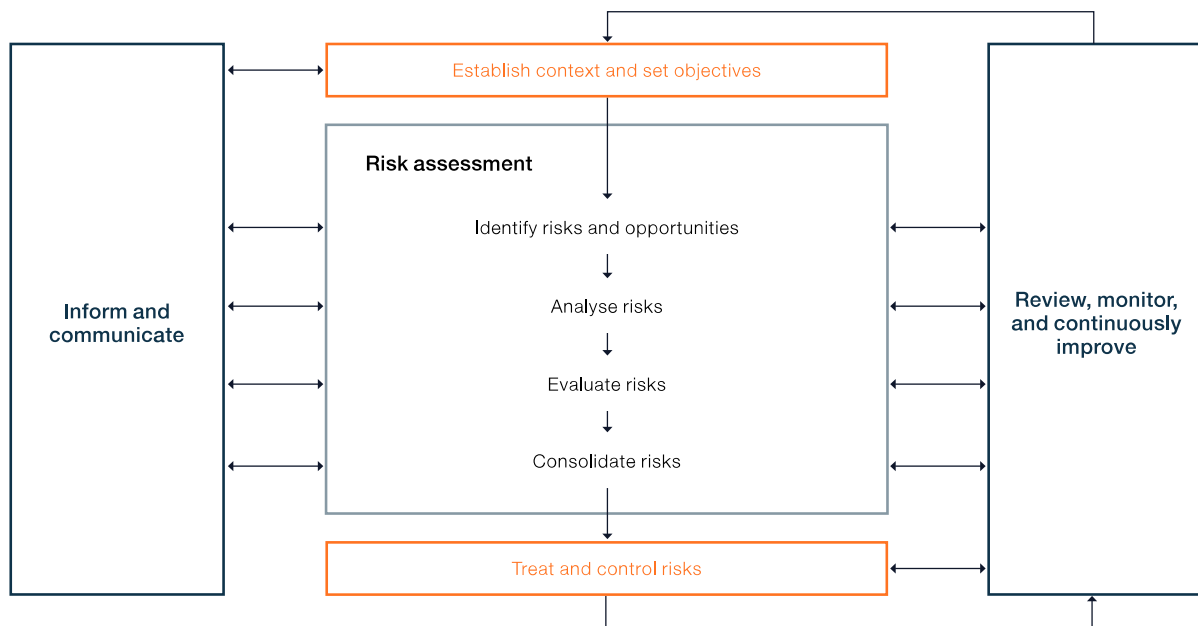 Establish context and set objectives
Risk assessment
Identify risks and opportunities
Analyse risks
Evaluate risks
Consolidate risks
Treat and control risks
Inform and
communicate
Review, monitor,
and continuously
improve